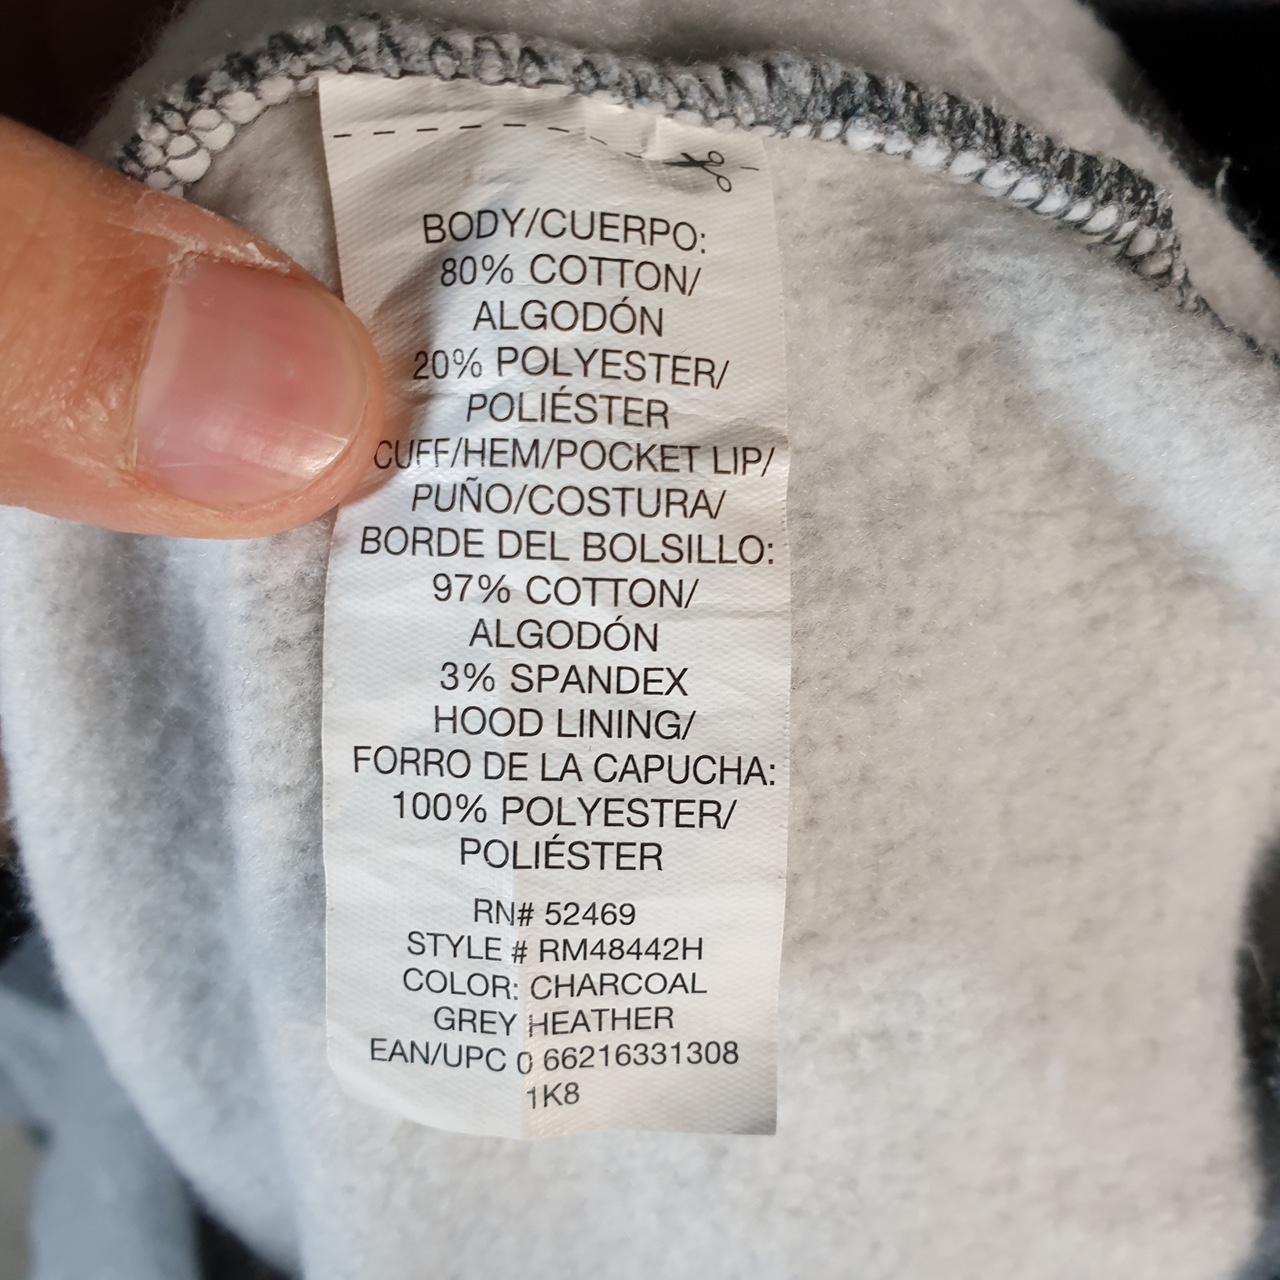 BODY/CUERPO:
80% COTTON/
ALGODÓN
20% POLYESTER/
POLIÉSTER
CUFF/HEM/POCKET LIP/
PUÑO/COSTURA/
BORDE DEL BOLSILLO:
97% COTTON/
ALGODÓN
3% SPANDEX
HOOD LINING/
FORRO DE LA CAPUCHA:
100% POLYESTER/
POLIÉSTER
RN# 52469
STYLE # RM48442H
COLOR: CHARCOAL
GREY HEATHER
EAN/UPC 0 66216331308
1K8